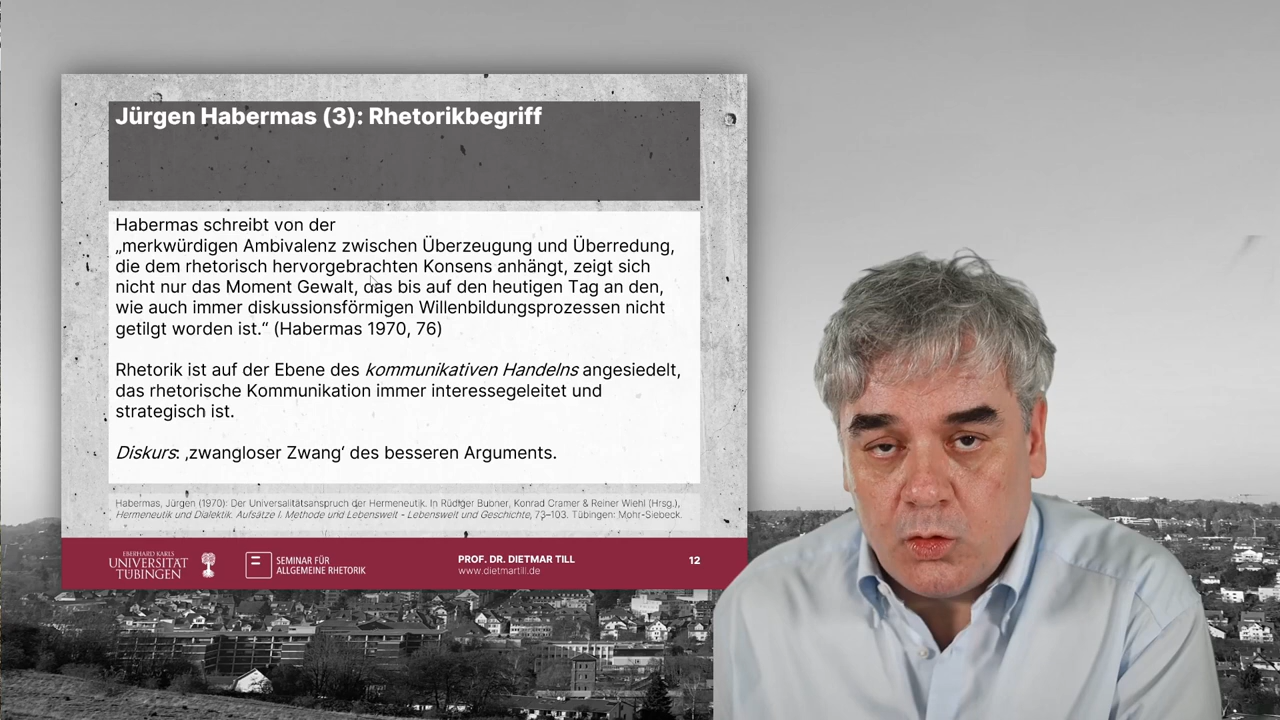 Jürgen Habermas (3): Rhetorikbegriff
Habermas schreibt von der
„merkwürdigen Ambivalenz zwischen Überzeugung und Überredung,
die dem rhetorisch hervorgebrachten Konsens anhängt, zeigt sich
nicht nur das Moment Gewalt, das bis auf den heutigen Tag an den,
wie auch immer diskussionsförmigen Willenbildungsprozessen nicht
getilgt worden ist.“ (Habermas 1970, 76)
Rhetorik ist auf der Ebene des kommunikativen Handelns angesiedelt,
das rhetorische Kommunikation immer interessegeleitet und
strategisch ist.
Diskurs: ‚zwangloser Zwang‘ des besseren Arguments.
Habermas, Jürgen (1970): Der Universalitätsanspruch der Hermeneutik. In Rüdiger Bubner, Konrad Cramer & Reiner Wiehl (Hrsg.),
Hermeneutik und Dialektik. Aufsätze I. Methode und Lebenswelt - Lebenswelt und Geschichte, 73–103. Tübingen: Mohr-Siebeck.
EBERHARD KARLS
UNIVERSITÄT
TÜBINGEN
SEMINAR FÜR
ALLGEMEINE RHETORIK
PROF. DR. DIETMAR TILL
www.dietmartill.de
12